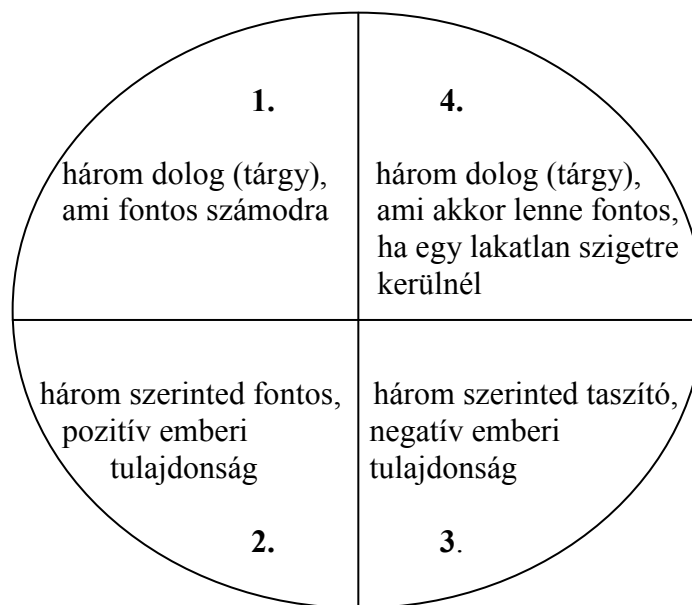 1.
három dolog (tárgy),
ami fontos számodra
4.
három dolog (tárgy),
ami akkor lenne fontos,
ha egy lakatlan szigetre
kerülnél
három szerinted fontos,
pozitív emberi
tulajdonság
2.
három szerinted taszító,
negatív emberi
tulajdonság
3.